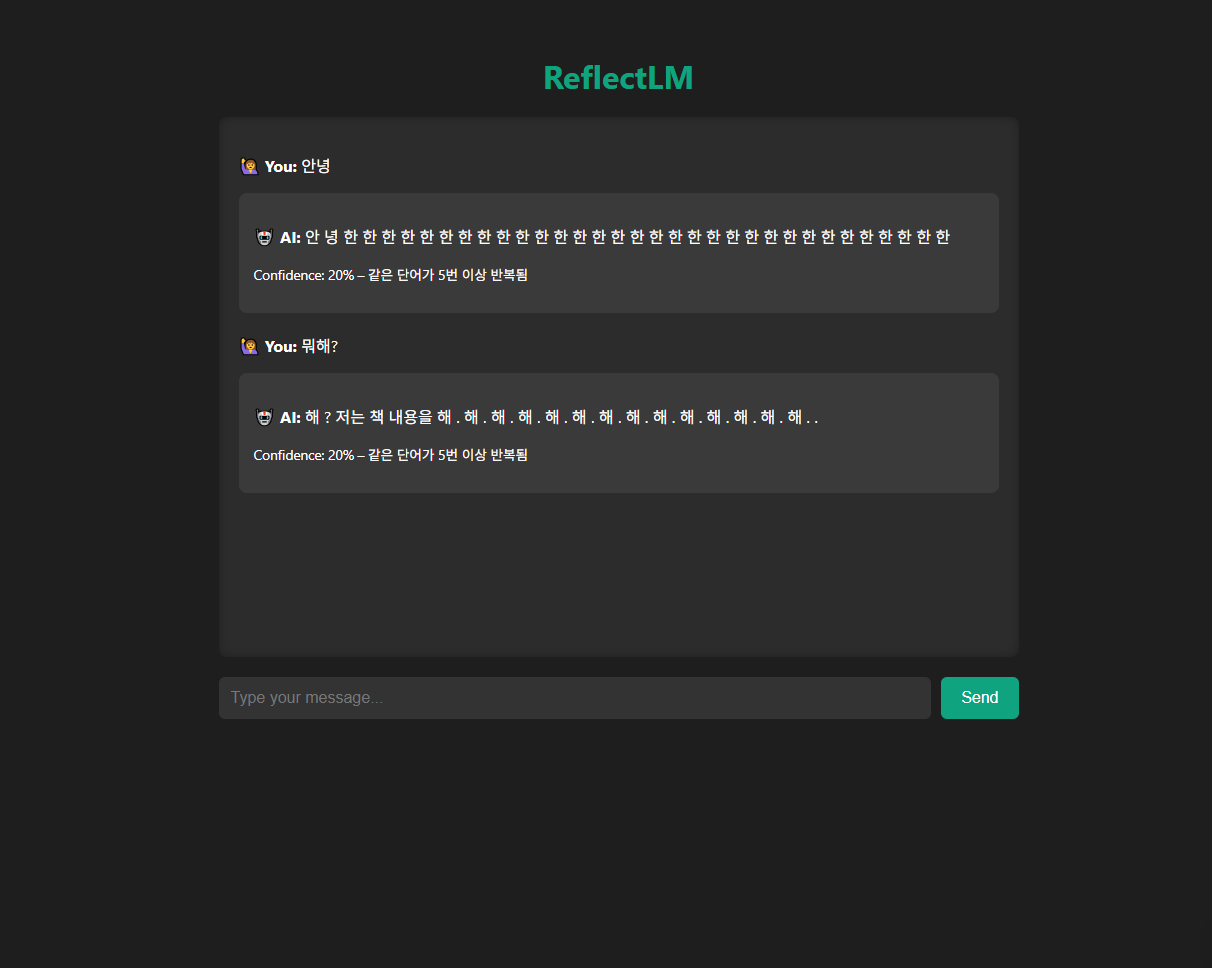 ReflectLM
You: 안녕
AI: 안 녕 한 한 한 한 한 한 한 한 한 한 한 한 한 한 한 한 한 한 한 한 한 한 한 한 한 한 한 한 한 한 한 한
Confidence: 20% – 같은 단어가 5번 이상 반복됨
You: 뭐해?
AI: 해 ? 저는 책 내용을 해 . 해 . 해 . 해 . 해 . 해 . 해 . 해 . 해 . 해 . 해 . 해 . 해 . 해 . .
Confidence: 20% – 같은 단어가 5번 이상 반복됨
Type your message...
Send